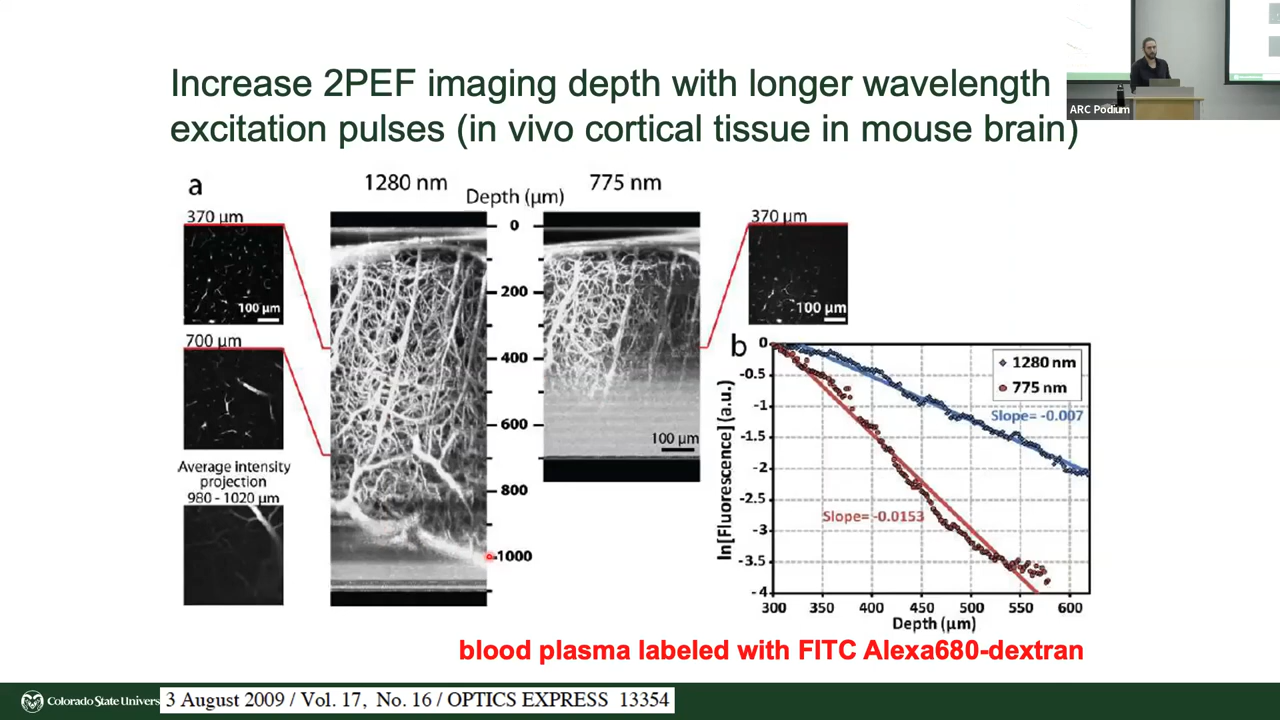 Increase 2PEF imaging depth with longer wavelength
excitation pulses (in vivo cortical tissue in mouse brain)
ARC Podium
a
1280 nm
Depth (µm)
775 nm
370 µm
100 µm
700 µm
Average intensity
projection
980 - 1020 µm
0
200
400
600
800
1000
100 µm
370 µm
100 µm
b
0
-0.5
-1
-1.5
-2
-2.5
-3
-3.5
-4
ln[Fluorescence] (a.u.)
1280 nm
775 nm
Slope= -0.007
Slope= -0.0153
300 350 400 450 500 550 600
Depth (µm)
blood plasma labeled with FITC Alexa680-dextran
Colorado State Univers
3 August 2009 / Vol. 17, No. 16 / OPTICS EXPRESS 13354